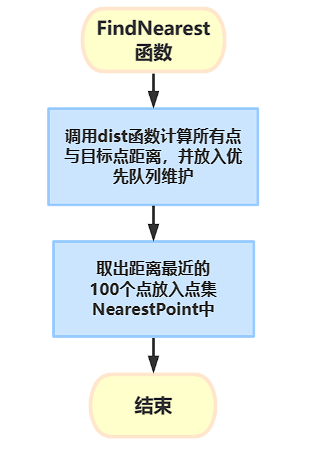 FindNearest
函数
调用dist函数计算所有点
与目标点距离，并放入优
先队列维护
取出距离最近的
100个点放入点集
NearestPoint中
结束